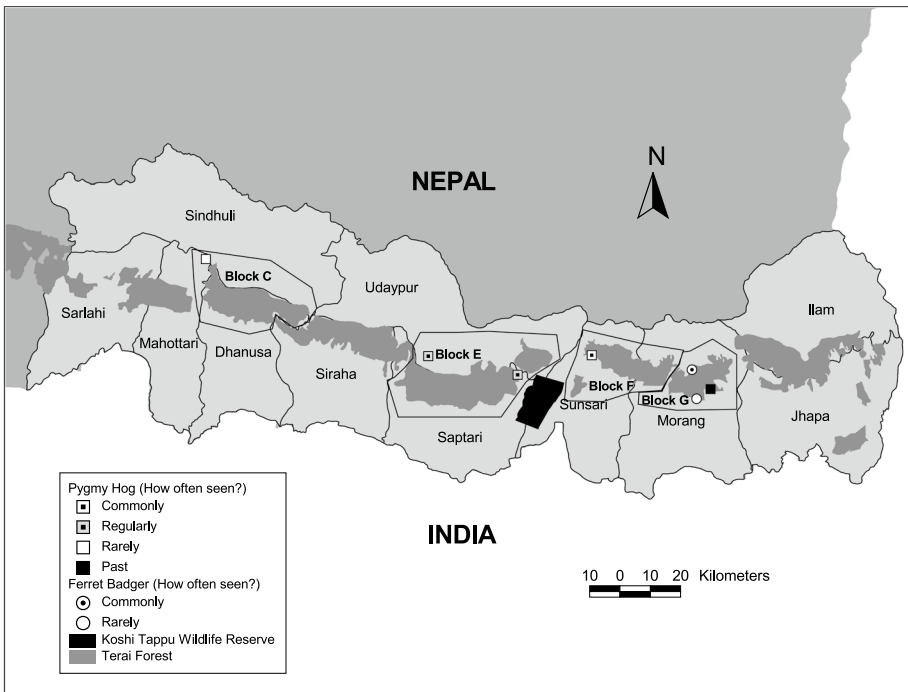 NEPAL
N
Sindhuli
Block C
Udaypur
Ilam
Sarlahi
Mahottari
Dhanusa
Siraha
Block E
Block F
Sunsari
Block G
Morang
Jhapa
Saptari
INDIA
Pygmy Hog (How often seen?)
Commonly
Regularly
Rarely
Past
Ferret Badger (How often seen?)
Commonly
Rarely
Koshi Tappu Wildlife Reserve
Terai Forest
10 0 10 20 Kilometers